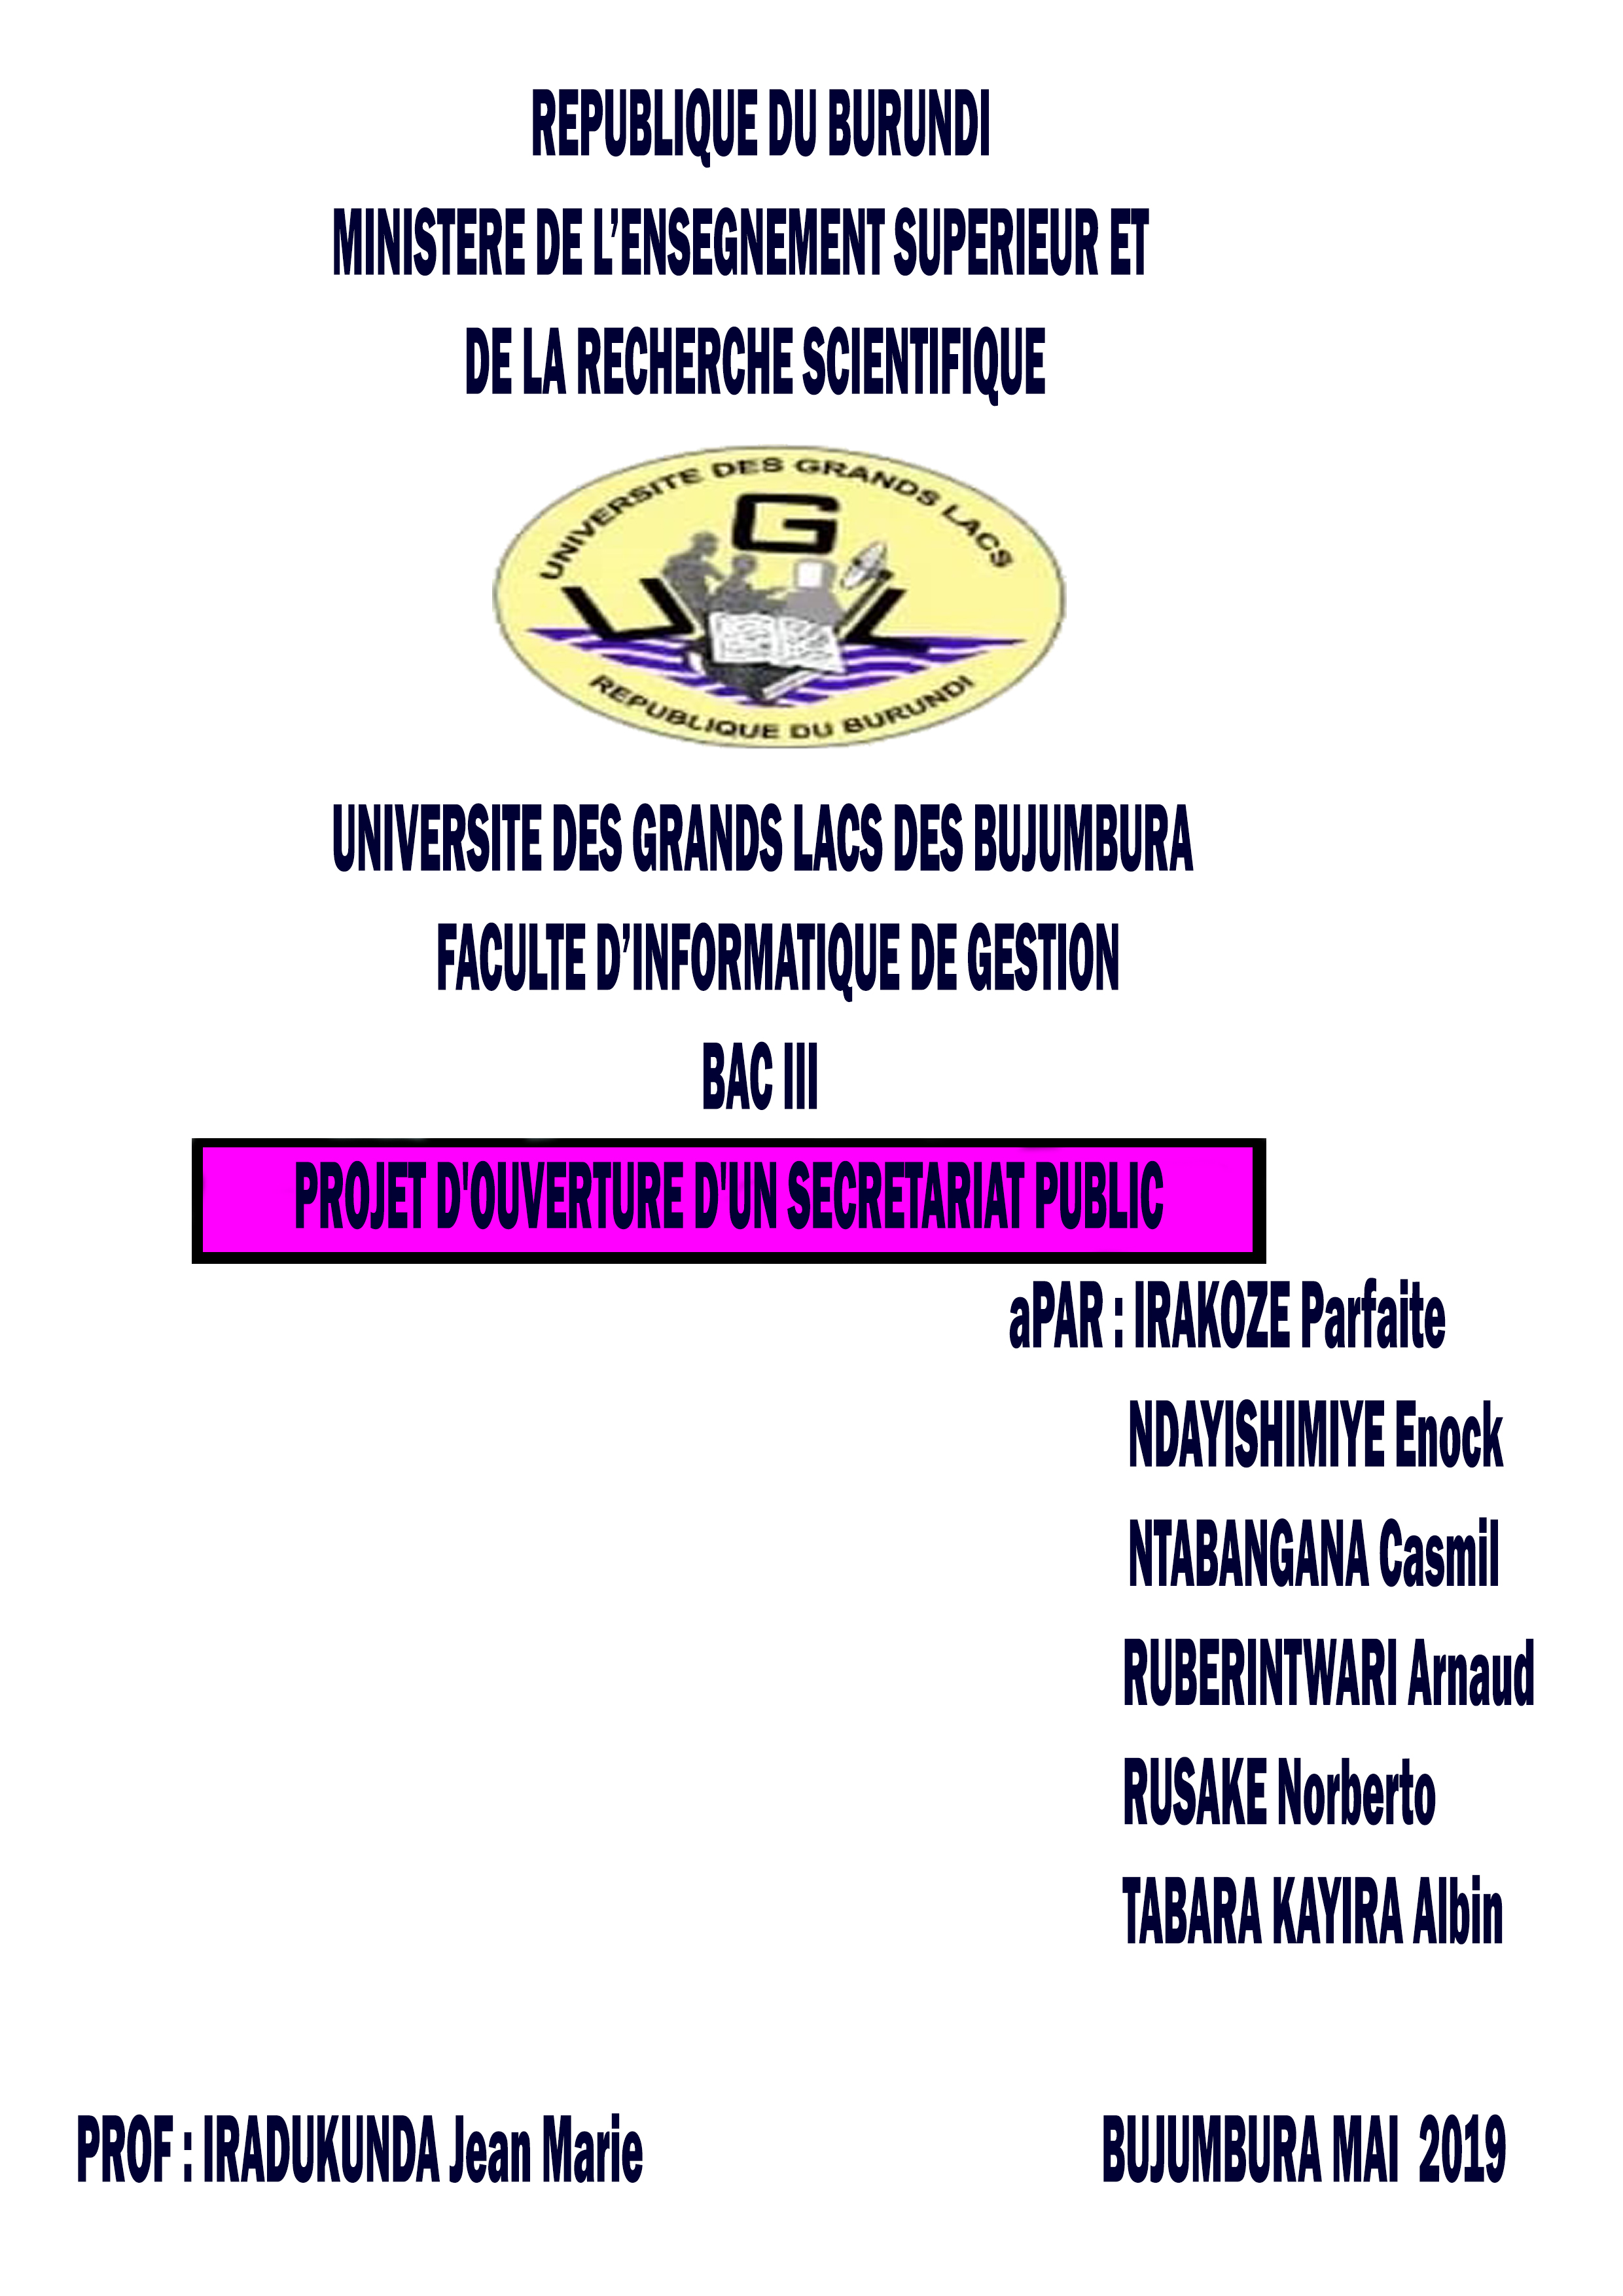 REPUBLIQUE DU BURUNDI
MINISTERE DE L’ENSEGNEMENT SUPERIEUR ET
DE LA RECHERCHE SCIENTIFIQUE
UNIVERSITE DES GRANDS LACS
G
U L
REPUBLIQUE DU BURUNDI
UNIVERSITE DES GRANDS LACS DES BUJUMBURA
FACULTE D’INFORMATIQUE DE GESTION
BAC III
PROJET D'OUVERTURE D'UN SECRETARIAT PUBLIC
aPAR : IRAKOZE Parfaite
NDAYISHIMIYE Enock
NTABANGANA Casmil
RUBERINTWARI Arnaud
RUSAKE Norberto
TABARA KAYIRA Albin
PROF : IRADUKUNDA Jean Marie BUJUMBURA MAI 2019